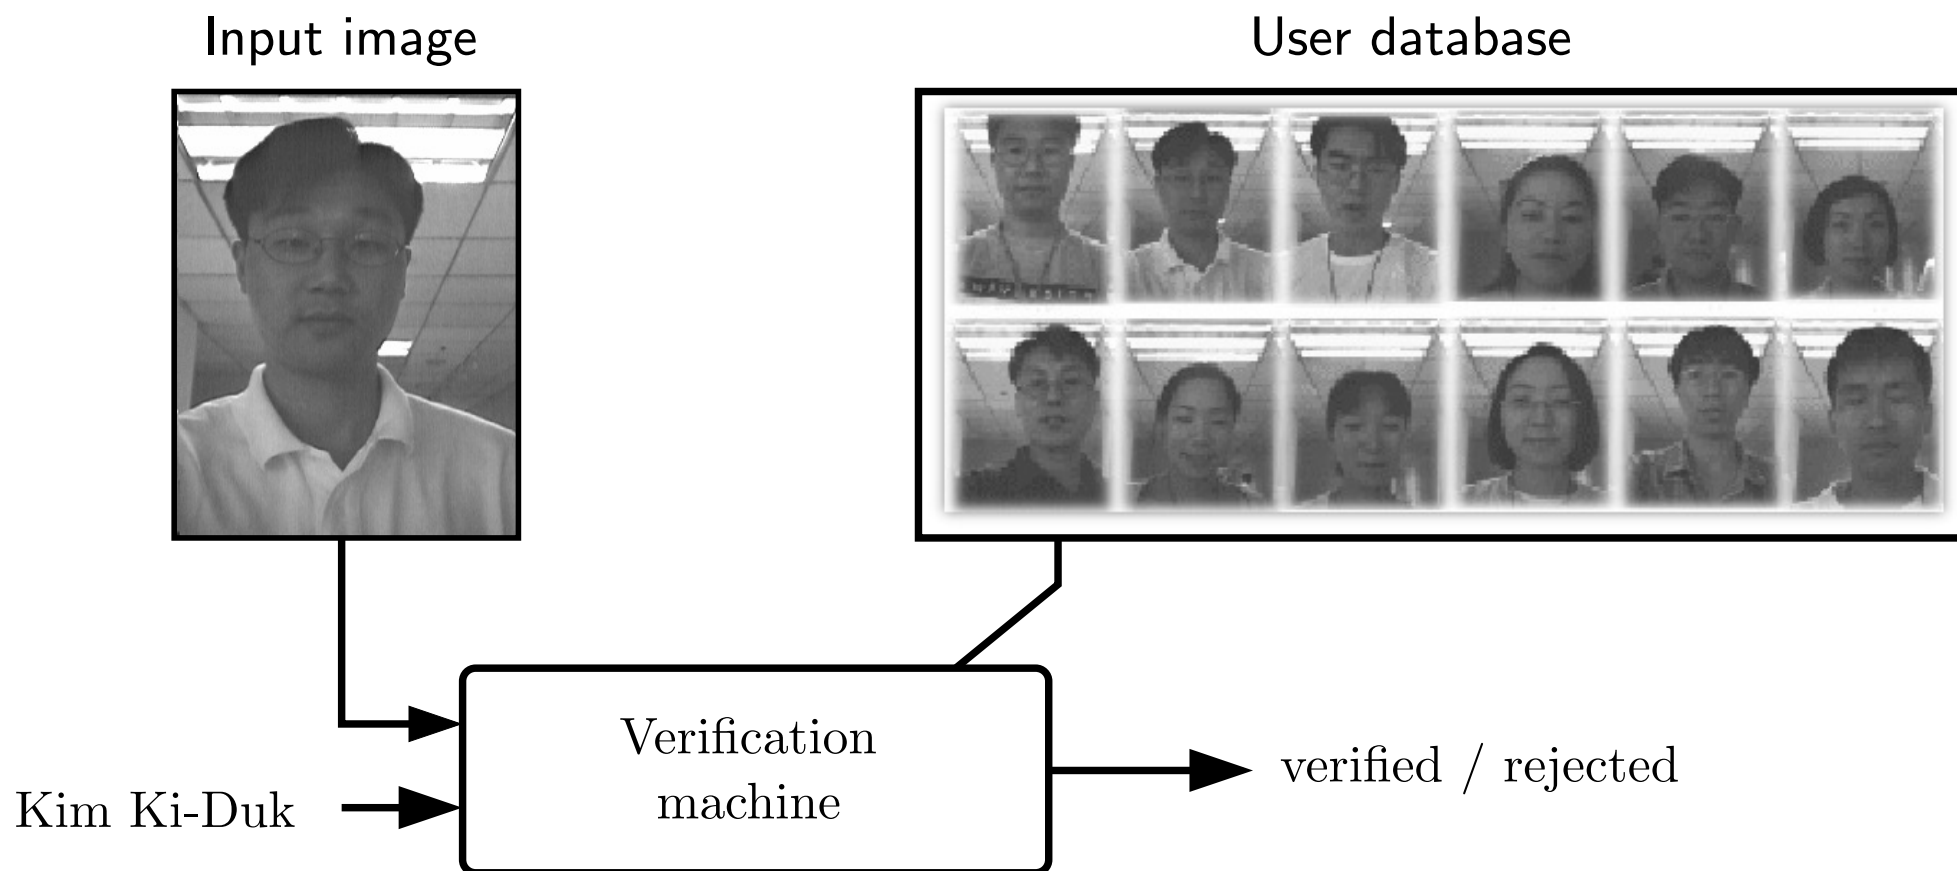 Input image
User database
Verification
machine
Kim Ki-Duk
verified / rejected